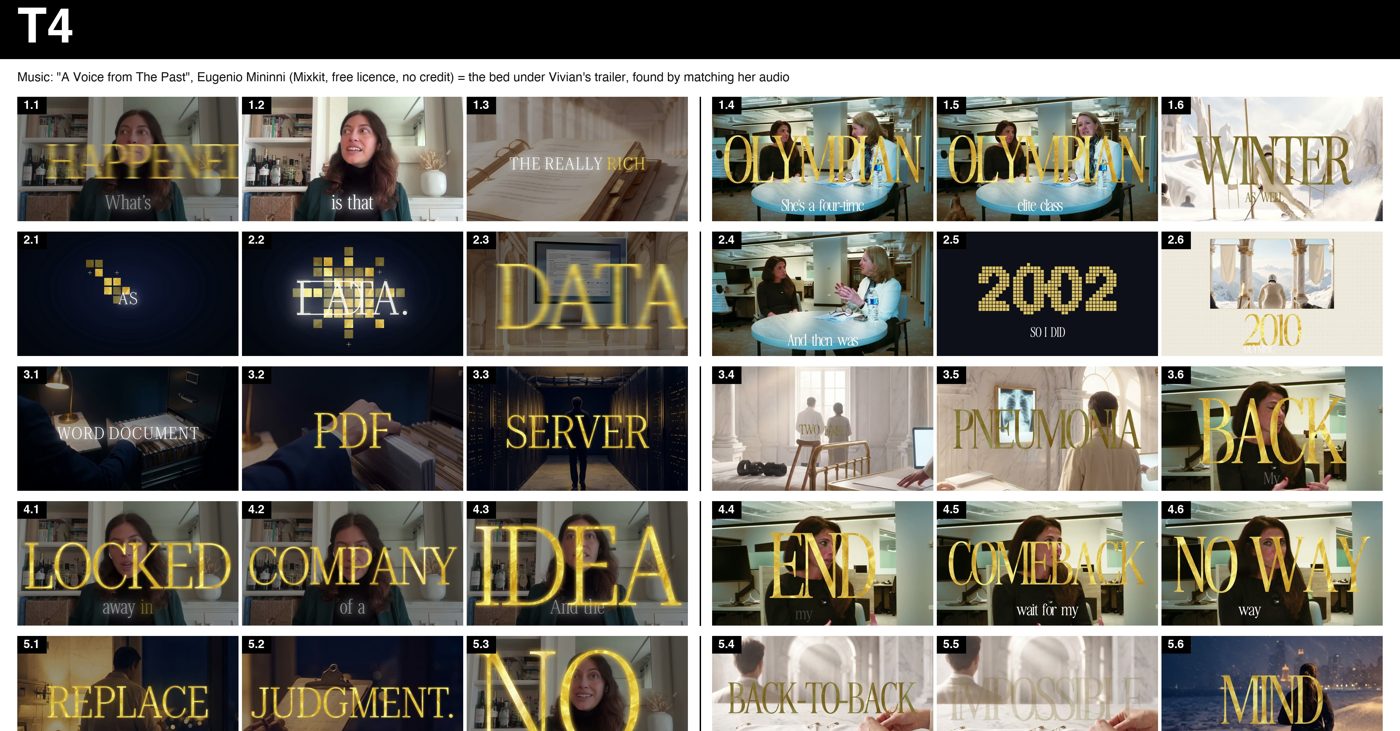 T4
Music: "A Voice from The Past", Eugenio Mininni (Mixkit, free licence, no credit) = the bed under Vivian's trailer, found by matching her audio
1.1
HAPPENE
What's
1.2
is that
1.3
THE REALLY RICH
1.4
OLYMPIAN
She's a four-time
1.5
OLYMPIAN
elite class
1.6
WINTER
AS WELL
2.1
AS
2.2
DATA.
2.3
DATA
2.4
And then was
2.5
2002
SO I DID
2.6
2010
3.1
WORD DOCUMENT
3.2
PDF
3.3
SERVER
3.4
TWO
3.5
PNEUMONIA
3.6
BACK
My
4.1
LOCKED
away in
4.2
COMPANY
of a
4.3
IDEA
And the
4.4
END
my
4.5
COMEBACK
wait for my
4.6
NO WAY
way
5.1
REPLACE
5.2
JUDGMENT.
5.3
NO
5.4
BACK-TO-BACK
5.5
IMPOSSIBLE
5.6
MIND